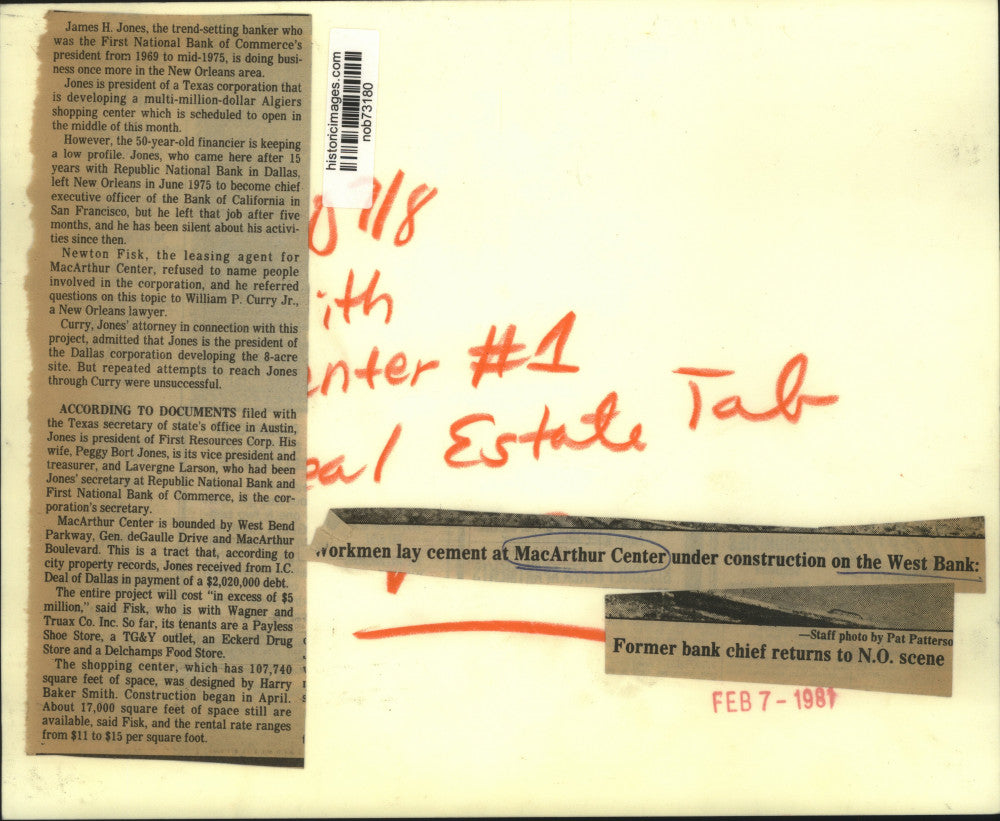 James H. Jones, the trend-setting banker who
was the First National Bank of Commerce's
president from 1969 to mid-1975, is doing busi-
ness once more in the New Orleans area.
Jones is president of a Texas corporation that
is developing a multi-million-dollar Algiers
shopping center which is scheduled to open in
the middle of this month.
However, the 50-year-old financier is keeping
a low profile. Jones, who came here after 15
years with Republic National Bank in Dallas,
left New Orleans in June 1975 to become chief
executive officer of the Bank of California in
San Francisco, but he left that job after five
months, and he has been silent about his activi-
ties since then.
Newton Fisk, the leasing agent for
MacArthur Center, refused to name people
involved in the corporation, and he referred
questions on this topic to William P. Curry Jr.,
a New Orleans lawyer.
Curry, Jones' attorney in connection with this
project, admitted that Jones is the president of
the Dallas corporation developing the 8-acre
site. But repeated attempts to reach Jones
through Curry were unsuccessful.
ACCORDING TO DOCUMENTS filed with
the Texas secretary of state's office in Austin,
Jones is president of First Resources Corp. His
wife, Peggy Bort Jones, is its vice president and
treasurer, and Lavergne Larson, who had been
Jones' secretary at Republic National Bank and
First National Bank of Commerce, is the cor-
poration's secretary.
MacArthur Center is bounded by West Bend
Parkway, Gen. deGaulle Drive and MacArthur
Boulevard. This is a tract that, according to
city property records, Jones received from I.C.
Deal of Dallas in payment of a $2,020,000 debt.
The entire project will cost "in excess of $5
million," said Fisk, who is with Wagner and
Truax Co. Inc. So far, its tenants are a Payless
Shoe Store, a TG&Y outlet, an Eckerd Drug
Store and a Delchamps Food Store.
The shopping center, which has 107,740
square feet of space, was designed by Harry
Baker Smith. Construction began in April.
About 17,000 square feet of space still are
available, said Fisk, and the rental rate ranges
from $11 to $15 per square foot.
historicimages.com
nob73180
ith
enter #1
eal Estate Tab
Workmen lay cement at MacArthur Center under construction on the West Bank:
—Staff photo by Pat Patterso
Former bank chief returns to N.O. scene
FEB 7 - 1981